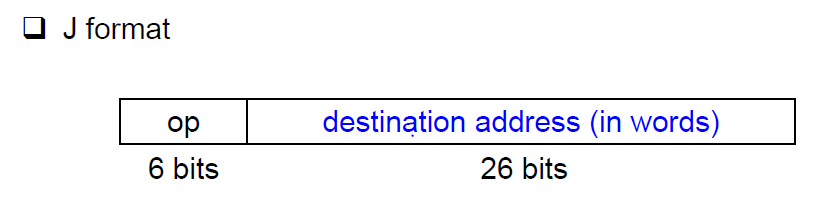 ❑ J format
op destination address (in words)
6 bits 26 bits